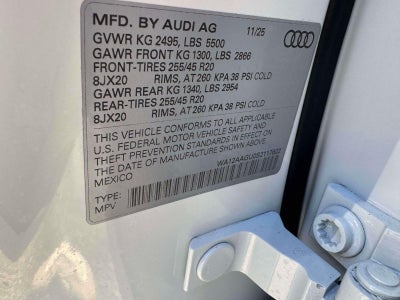 MFD. BY AUDI AG 11/25
GVWR KG 2495, LBS 5500
GAWR FRONT KG 1300, LBS 2866
FRONT-TIRES 255/45 R20
8JX20 RIMS, AT 260 KPA 38 PSI COLD
GAWR REAR KG 1340, LBS 2954
REAR-TIRES 255/45 R20
8JX20 RIMS, AT 260 KPA 38 PSI COLD
THIS VEHICLE CONFORMS TO ALL APPLICABLE
U.S. FEDERAL MOTOR VEHICLE SAFETY AND
THEFT PREVENTION STANDARDS IN EFFECT ON
THE DATE OF MANUFACTURE SHOWN ABOVE.
MEXICO
TYPE:
MPV